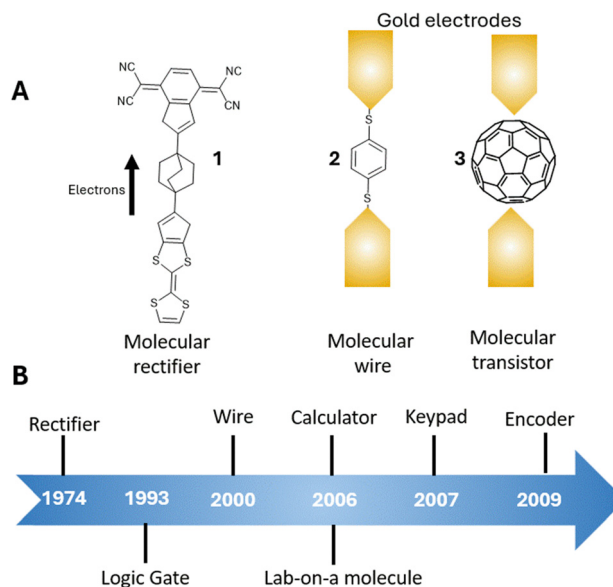 Gold electrodes
A
NC
NC
CN
CN
1
Electrons
S
S
S
S
Molecular
rectifier
S
2
S
Molecular
wire
3
Molecular
transistor
B
Rectifier
Wire
Calculator
Keypad
Encoder
1974 1993 2000 2006 2007 2009
Logic Gate
Lab-on-a molecule